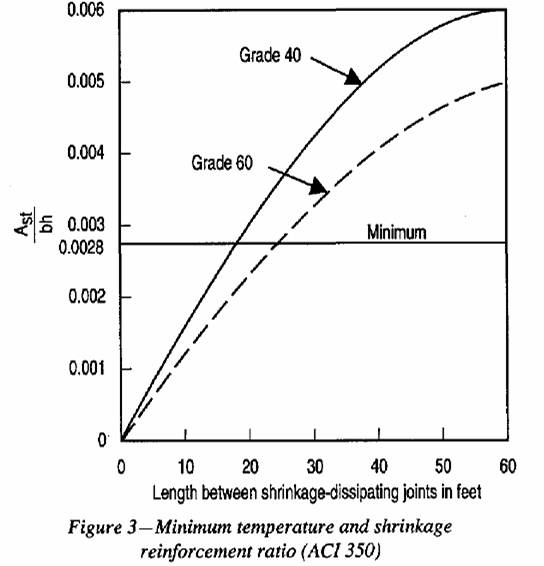 0.006
Grade 40
0.005
0.004
Grade 60
0.003
Ast
bh
Minimum
0.0028
0.002
0.001
0
0 10 20 30 40 50 60
Length between shrinkage-dissipating joints in feet
Figure 3—Minimum temperature and shrinkage
reinforcement ratio (ACI 350)